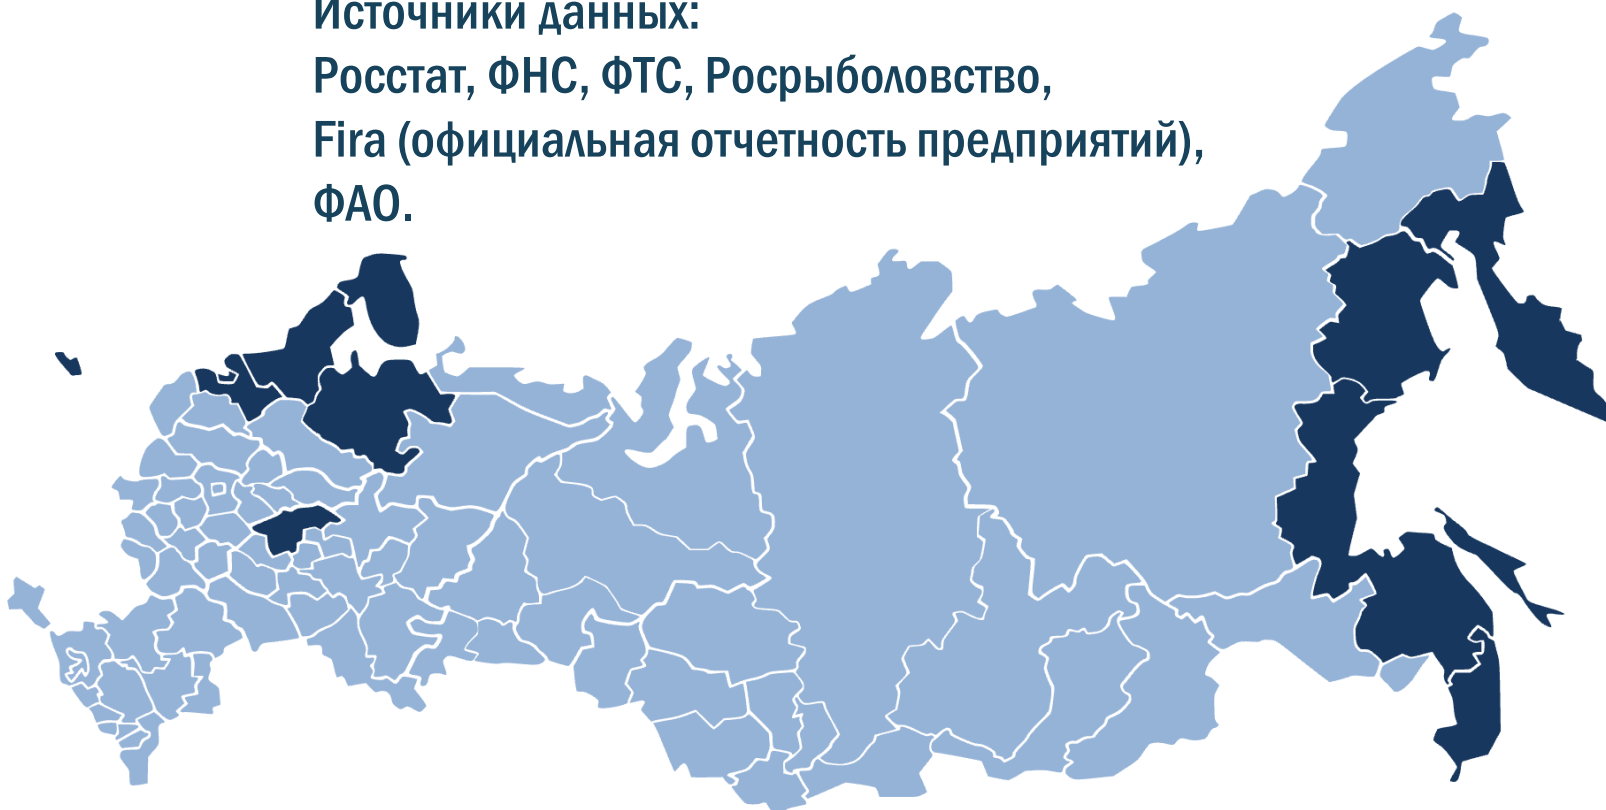 Источники данных:
Росстат, ФНС, ФТС, Росрыболовство,
Fira (официальная отчетность предприятий),
ФАО.